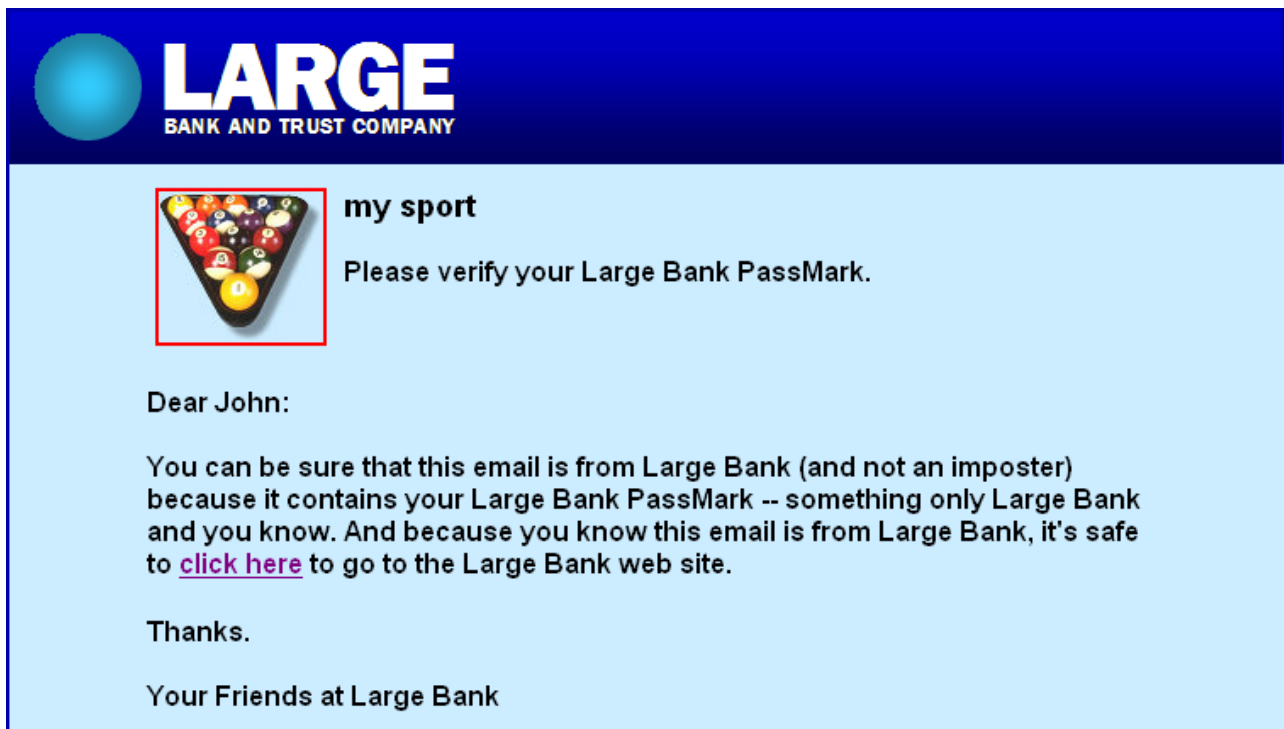 LARGE
BANK AND TRUST COMPANY
my sport
Please verify your Large Bank PassMark.
Dear John:
You can be sure that this email is from Large Bank (and not an imposter)
because it contains your Large Bank PassMark -- something only Large Bank
and you know. And because you know this email is from Large Bank, it's safe
to click here to go to the Large Bank web site.
Thanks.
Your Friends at Large Bank